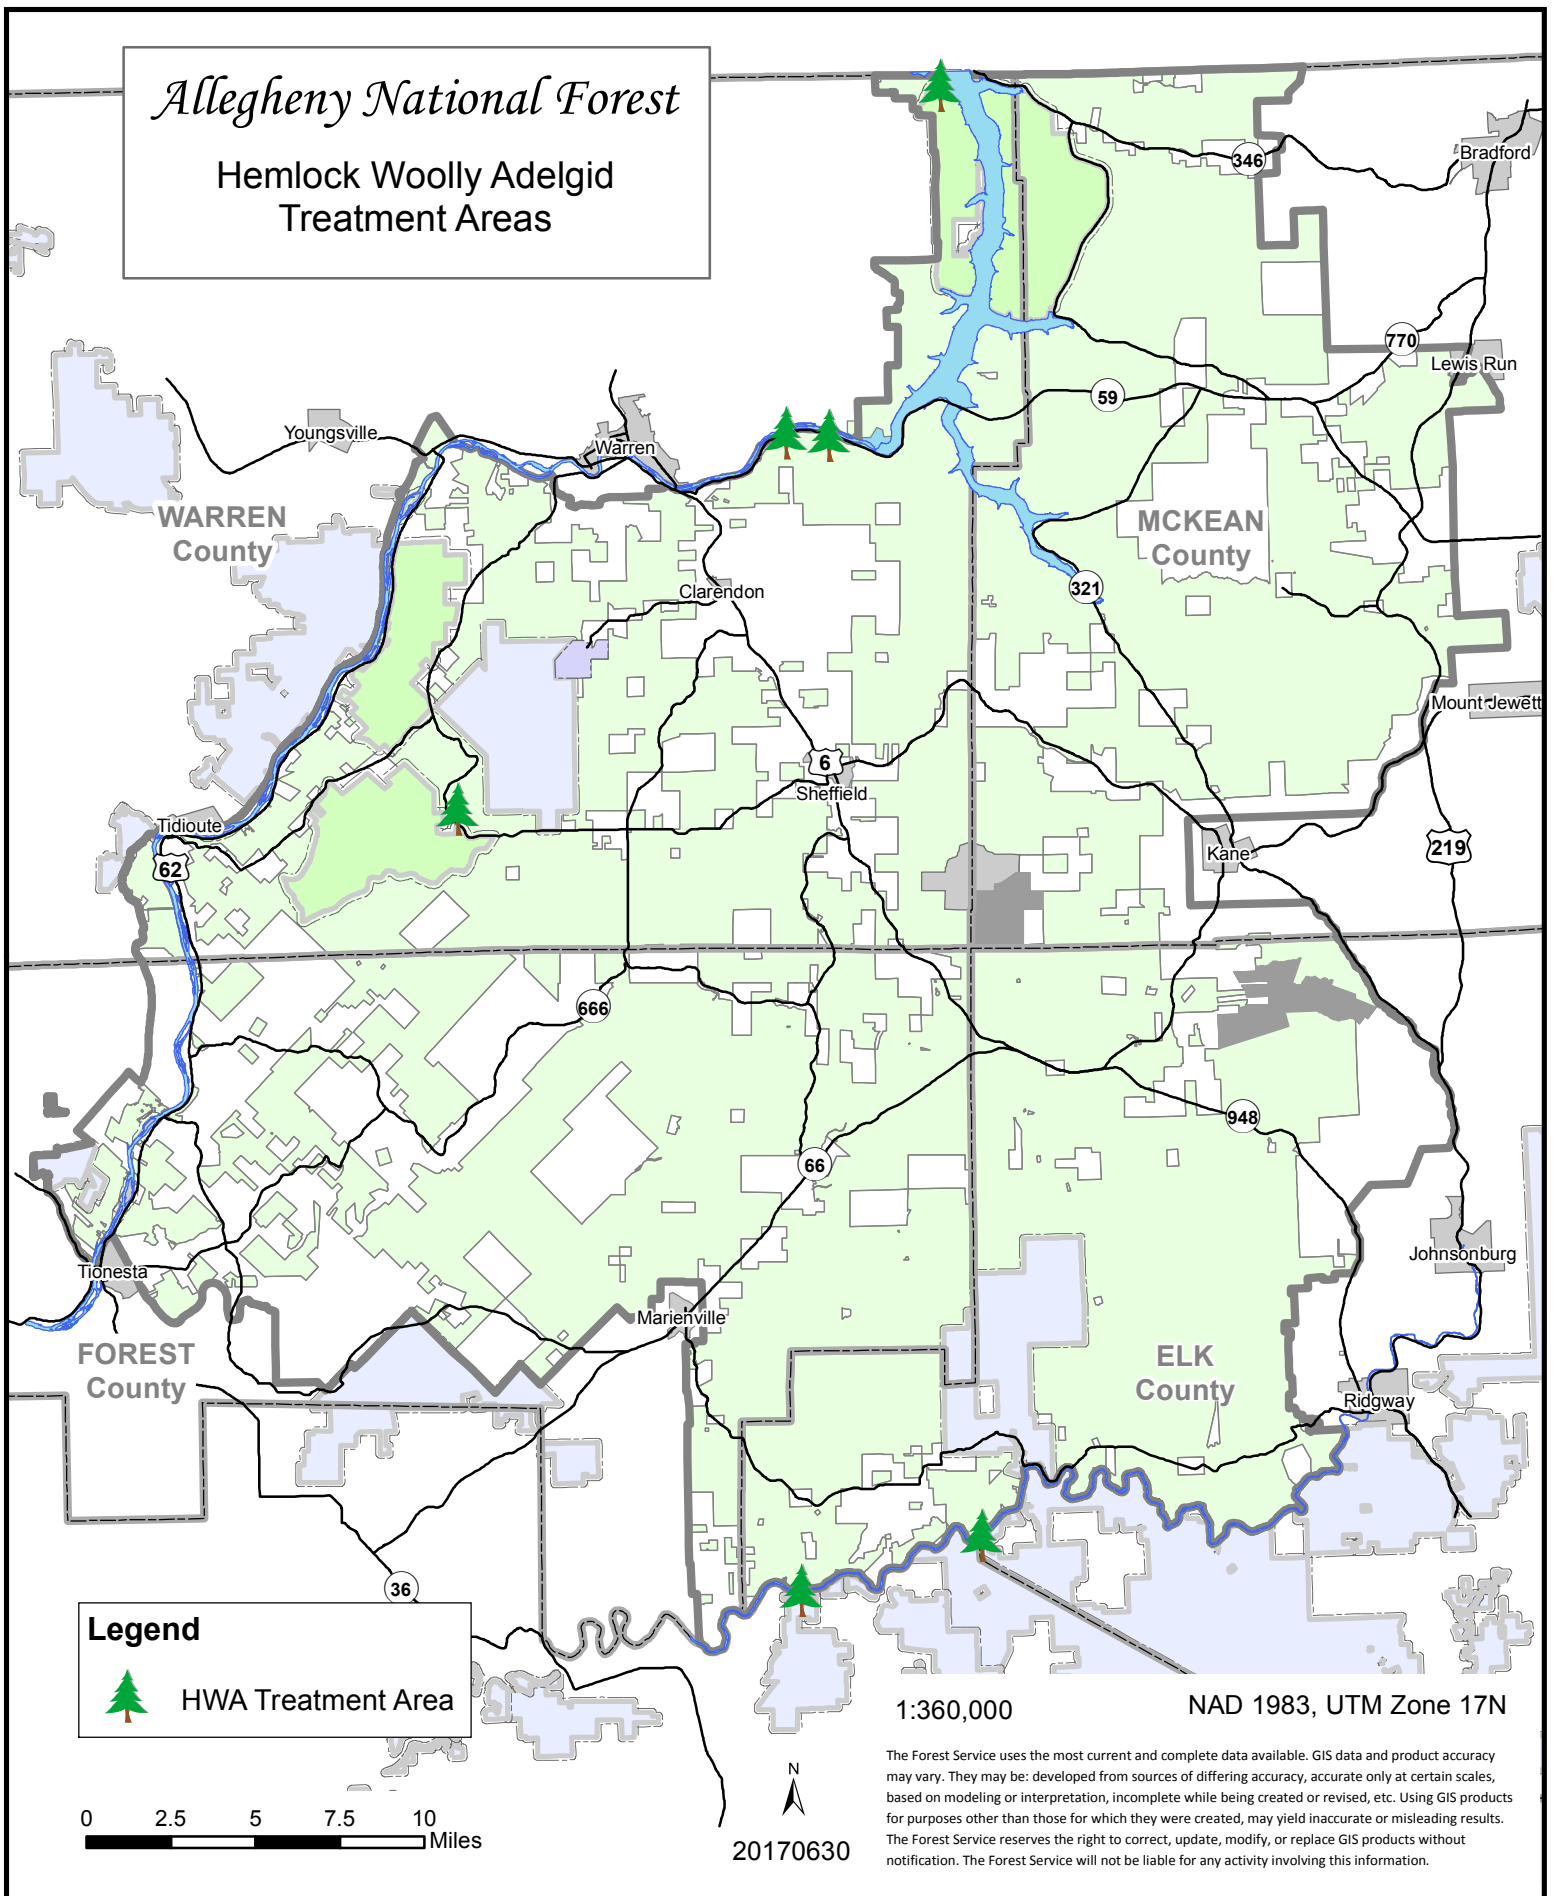 Allegheny National Forest
Hemlock Woolly Adelgid
Treatment Areas
346
Bradford
770
Lewis Run
59
Youngsville
Warren
WARREN
County
MCKEAN
County
321
Clarendon
Mount Jewett
6
Sheffield
Tidioute
62
Kane
219
666
948
66
Tionesta
Johnsonburg
Marienville
FOREST
County
ELK
County
Ridgway
36
Legend
HWA Treatment Area
1:360,000
NAD 1983, UTM Zone 17N
The Forest Service uses the most current and complete data available. GIS data and product accuracy
may vary. They may be: developed from sources of differing accuracy, accurate only at certain scales,
based on modeling or interpretation, incomplete while being created or revised, etc. Using GIS products
for purposes other than those for which they were created, may yield inaccurate or misleading results.
The Forest Service reserves the right to correct, update, modify, or replace GIS products without
notification. The Forest Service will not be liable for any activity involving this information.
N
0 2.5 5 7.5 10
Miles
20170630